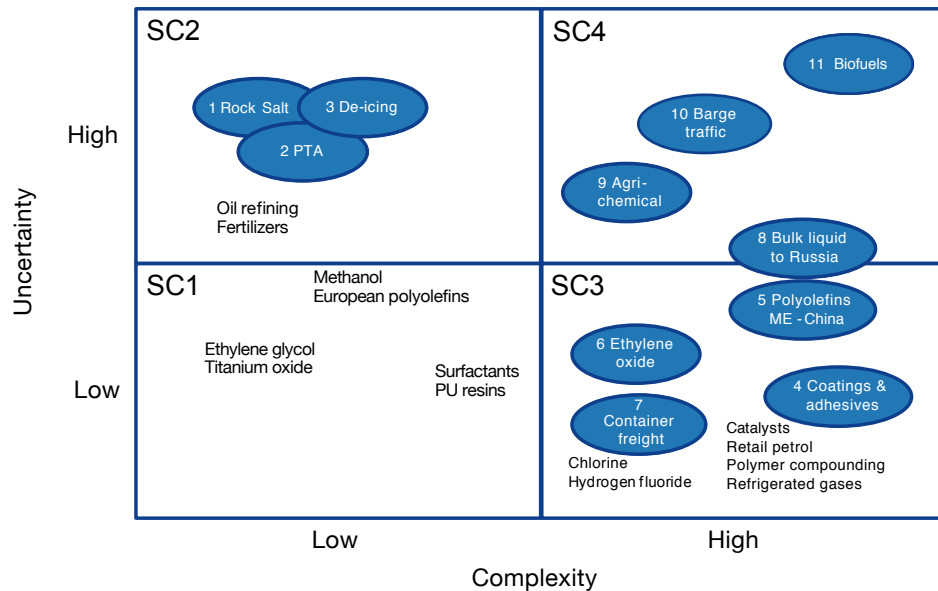 SC2
1 Rock Salt
3 De-icing
2 PTA
Oil refining
Fertilizers
SC4
11 Biofuels
10 Barge
traffic
9 Agri-
chemical
8 Bulk liquid
to Russia
SC1
Methanol
European polyolefins
Ethylene glycol
Titanium oxide
Surfactants
PU resins
SC3
5 Polyolefins
ME - China
6 Ethylene
oxide
4 Coatings &
adhesives
7
Container
freight
Chlorine
Hydrogen fluoride
Catalysts
Retail petrol
Polymer compounding
Refrigerated gases
High
Uncertainty
Low
Low
High
Complexity